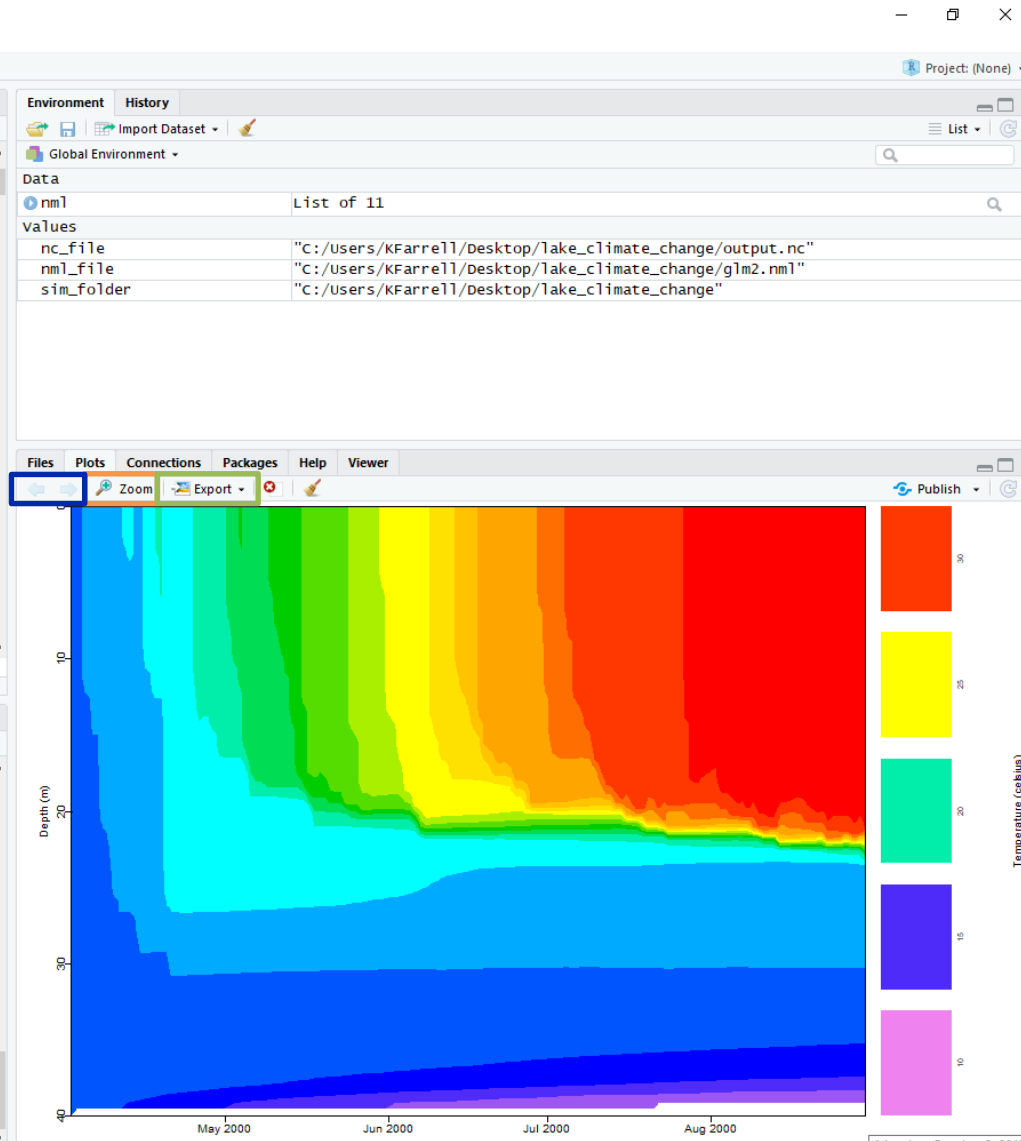 Project: (None)
Environment History
Import Dataset
List
Global Environment
Data
nml List of 11
Values
nc_file "C:/Users/KFarrell/Desktop/lake_climate_change/output.nc"
nml_file "C:/Users/KFarrell/Desktop/lake_climate_change/glm2.nml"
sim_folder "C:/Users/KFarrell/Desktop/lake_climate_change"
Files Plots Connections Packages Help Viewer
Zoom Export Publish
0
10
20
30
40
Depth (m)
May 2000 Jun 2000 Jul 2000 Aug 2000
30
25
20
15
10
Temperature (celsius)